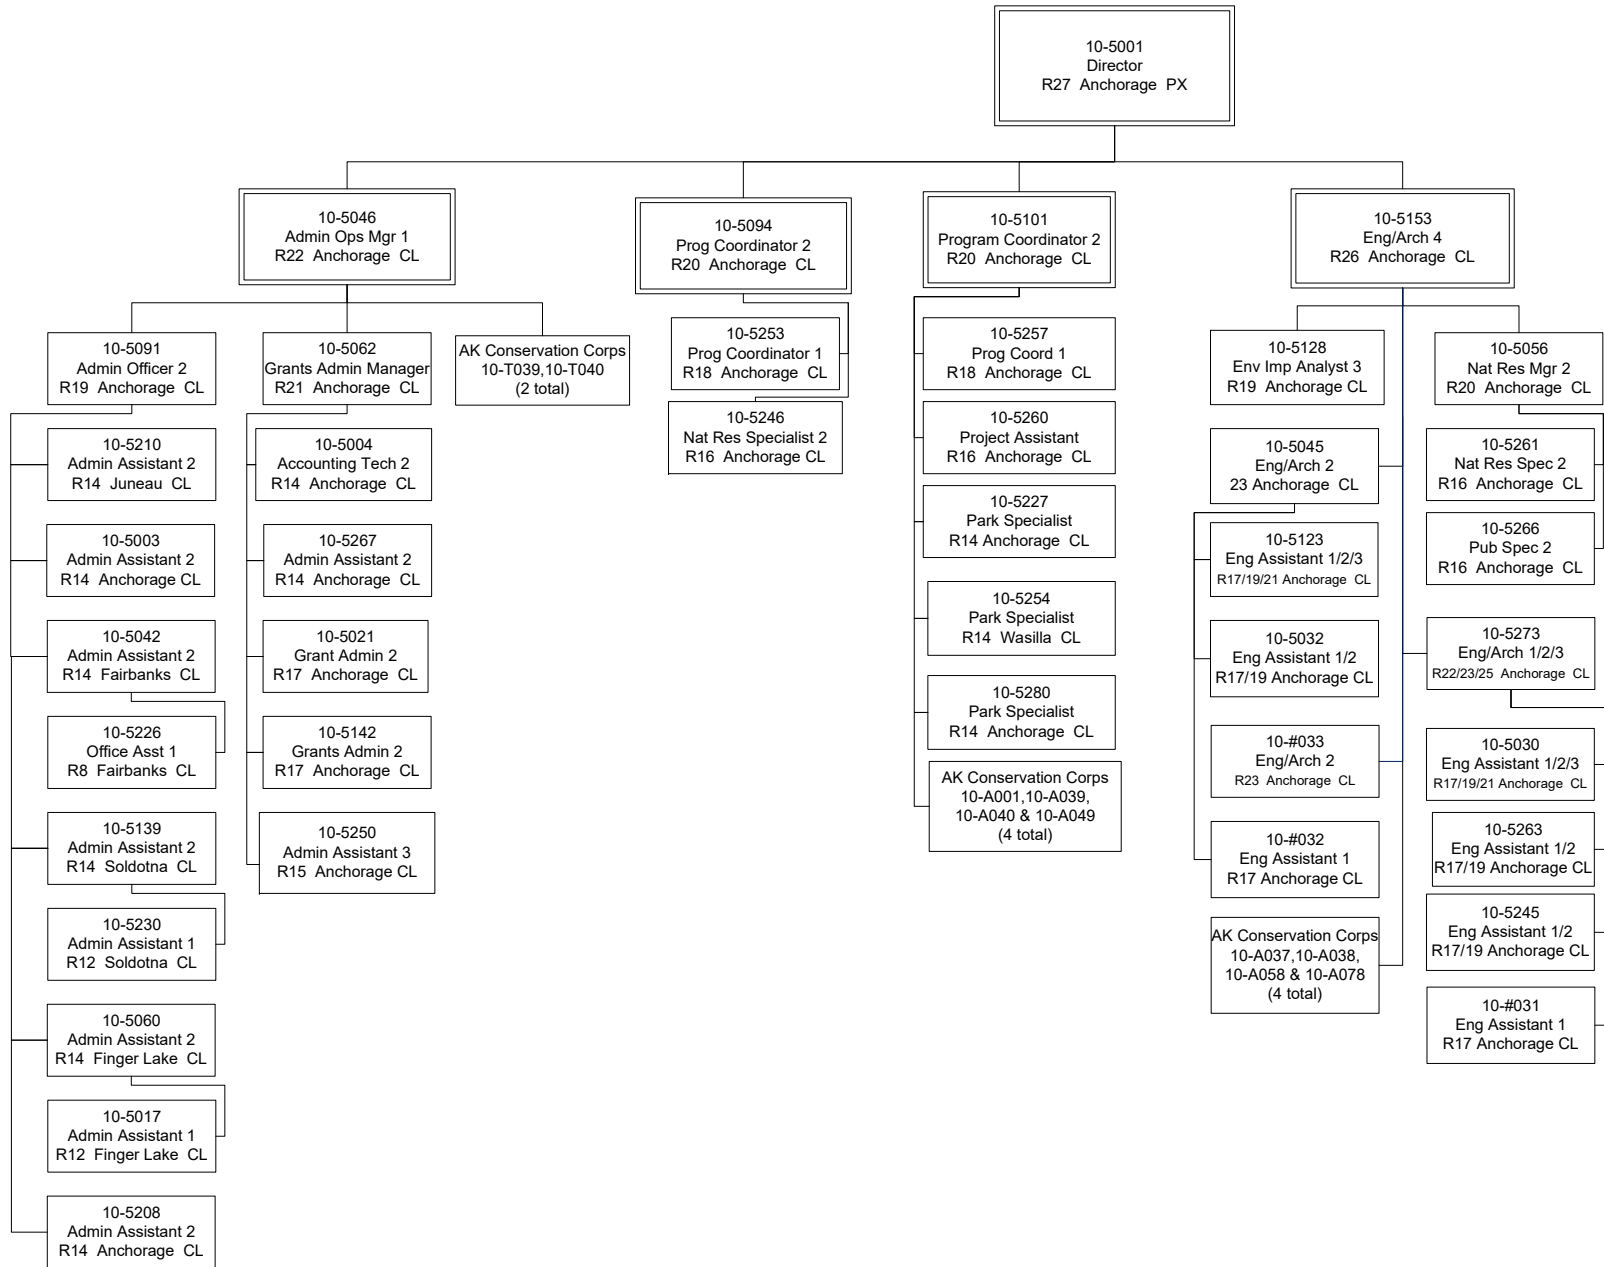 10-5001
Director
R27 Anchorage PX
10-5046
Admin Ops Mgr 1
R22 Anchorage CL
10-5094
Prog Coordinator 2
R20 Anchorage CL
10-5101
Program Coordinator 2
R20 Anchorage CL
10-5153
Eng/Arch 4
R26 Anchorage CL
10-5091
Admin Officer 2
R19 Anchorage CL
10-5210
Admin Assistant 2
R14 Juneau CL
10-5003
Admin Assistant 2
R14 Anchorage CL
10-5042
Admin Assistant 2
R14 Fairbanks CL
10-5226
Office Asst 1
R8 Fairbanks CL
10-5139
Admin Assistant 2
R14 Soldotna CL
10-5230
Admin Assistant 1
R12 Soldotna CL
10-5060
Admin Assistant 2
R14 Finger Lake CL
10-5017
Admin Assistant 1
R12 Finger Lake CL
10-5208
Admin Assistant 2
R14 Anchorage CL
10-5062
Grants Admin Manager
R21 Anchorage CL
10-5004
Accounting Tech 2
R14 Anchorage CL
10-5267
Admin Assistant 2
R14 Anchorage CL
10-5021
Grant Admin 2
R17 Anchorage CL
10-5142
Grants Admin 2
R17 Anchorage CL
10-5250
Admin Assistant 3
R15 Anchorage CL
AK Conservation Corps
10-T039,10-T040
(2 total)
10-5253
Prog Coordinator 1
R18 Anchorage CL
10-5246
Nat Res Specialist 2
R16 Anchorage CL
10-5257
Prog Coord 1
R18 Anchorage CL
10-5260
Project Assistant
R16 Anchorage CL
10-5227
Park Specialist
R14 Anchorage CL
10-5254
Park Specialist
R14 Wasilla CL
10-5280
Park Specialist
R14 Anchorage CL
AK Conservation Corps
10-A001,10-A039,
10-A040 & 10-A049
(4 total)
10-5128
Env Imp Analyst 3
R19 Anchorage CL
10-5045
Eng/Arch 2
23 Anchorage CL
10-5123
Eng Assistant 1/2/3
R17/19/21 Anchorage CL
10-5032
Eng Assistant 1/2
R17/19 Anchorage CL
10-#033
Eng/Arch 2
R23 Anchorage CL
10-#032
Eng Assistant 1
R17 Anchorage CL
AK Conservation Corps
10-A037,10-A038,
10-A058 & 10-A078
(4 total)
10-5056
Nat Res Mgr 2
R20 Anchorage CL
10-5261
Nat Res Spec 2
R16 Anchorage CL
10-5266
Pub Spec 2
R16 Anchorage CL
10-5273
Eng/Arch 1/2/3
R22/23/25 Anchorage CL
10-5030
Eng Assistant 1/2/3
R17/19/21 Anchorage CL
10-5263
Eng Assistant 1/2
R17/19 Anchorage CL
10-5245
Eng Assistant 1/2
R17/19 Anchorage CL
10-#031
Eng Assistant 1
R17 Anchorage CL